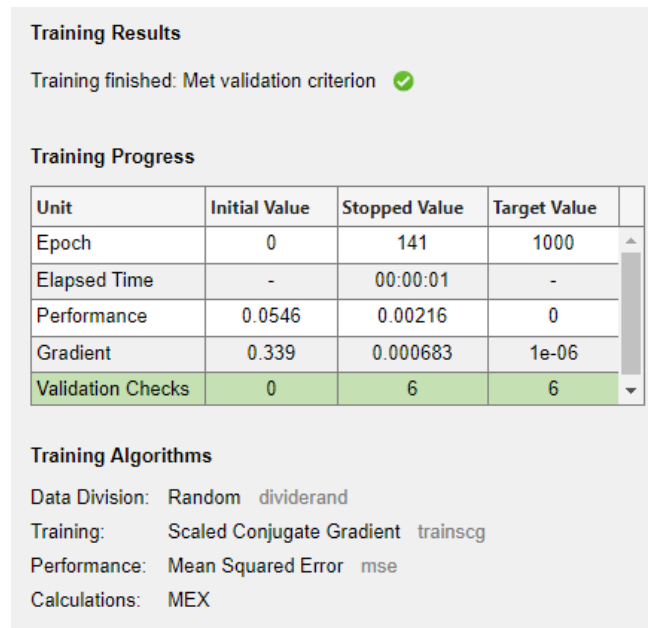 Training Results
Training finished: Met validation criterion
Training Progress
Unit Initial Value Stopped Value Target Value
Epoch 0 141 1000
Elapsed Time - 00:00:01 -
Performance 0.0546 0.00216 0
Gradient 0.339 0.000683 1e-06
Validation Checks 0 6 6
Training Algorithms
Data Division: Random dividerand
Training: Scaled Conjugate Gradient trainscg
Performance: Mean Squared Error mse
Calculations: MEX